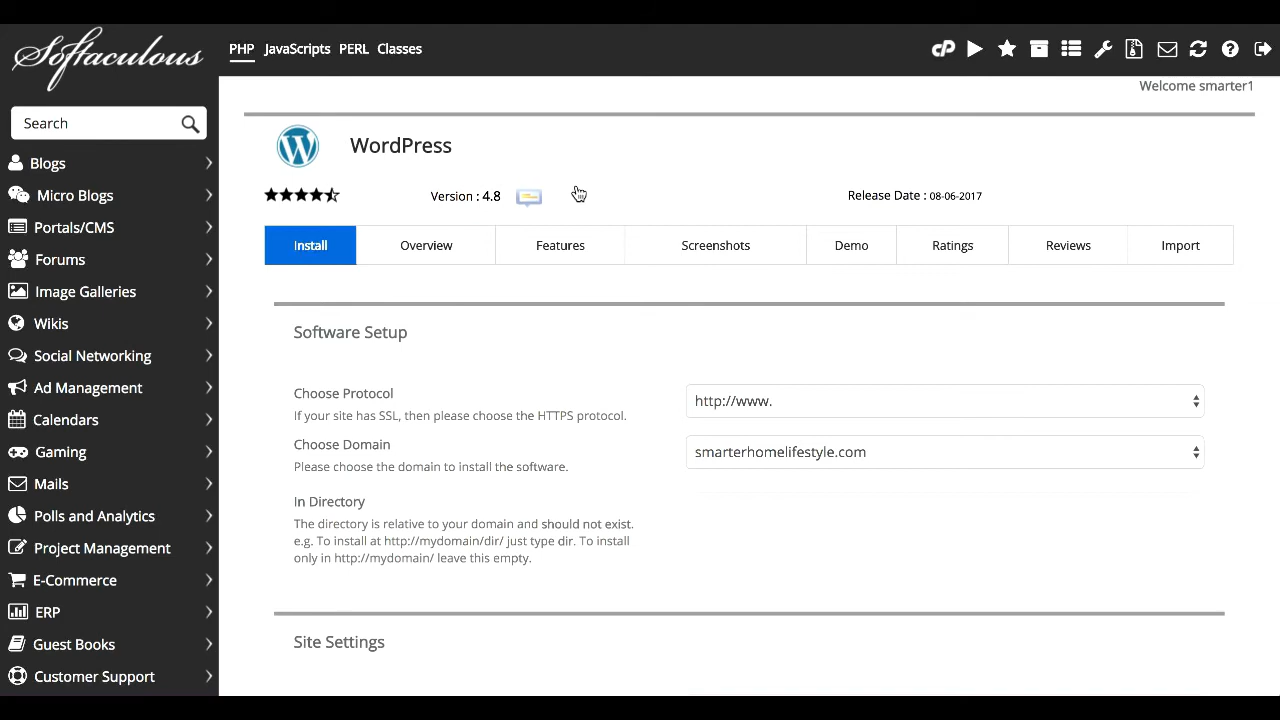 Softaculous
PHP JavaScripts PERL Classes
cP
Welcome smarter1
Search
Blogs
Micro Blogs
Portals/CMS
Forums
Image Galleries
Wikis
Social Networking
Ad Management
Calendars
Gaming
Mails
Polls and Analytics
Project Management
E-Commerce
ERP
Guest Books
Customer Support
WordPress
Version : 4.8
Release Date : 08-06-2017
Install Overview Features Screenshots Demo Ratings Reviews Import
Software Setup
Choose Protocol
If your site has SSL, then please choose the HTTPS protocol.
http://www.
Choose Domain
Please choose the domain to install the software.
smarterhomelifestyle.com
In Directory
The directory is relative to your domain and should not exist.
e.g. To install at http://mydomain/dir/ just type dir. To install
only in http://mydomain/ leave this empty.
Site Settings